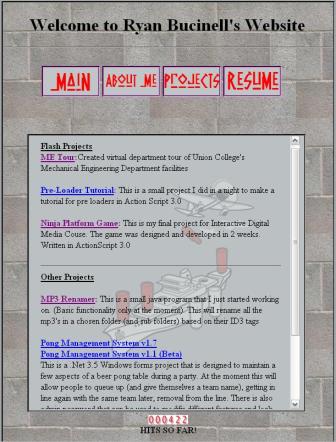 Welcome to Ryan Bucinell's Website
MAIN ABOUT ME PROJECTS RESUME
Flash Projects
ME Tour:Created virtual department tour of Union College's
Mechanical Engineering Department facilities
Pre-Loader Tutorial: This is a small project I did in a night to make a
tutorial for pre loaders in Action Script 3.0
Ninja Platform Game: This is my final project for Interactive Digital
Media Couse. The game was designed and developed in 2 weeks.
Written in ActionScript 3.0
Other Projects
MP3 Renamer: This is a small java program that I just started working
on. (Basic functionality only at the moment). This will rename all the
mp3's in a chosen folder (and sub folders) based on their ID3 tags
Pong Management System v1.7
Pong Management System v1.1 (Beta)
This is a .Net 3.5 Windows forms project that is designed to maintain a
few aspects of a beer pong table during a party. At the moment this will
allow people to queue up (and give themselves a team name), getting in
line again with the same team later, removal from the line. There is also
000422
HITS SO FAR!